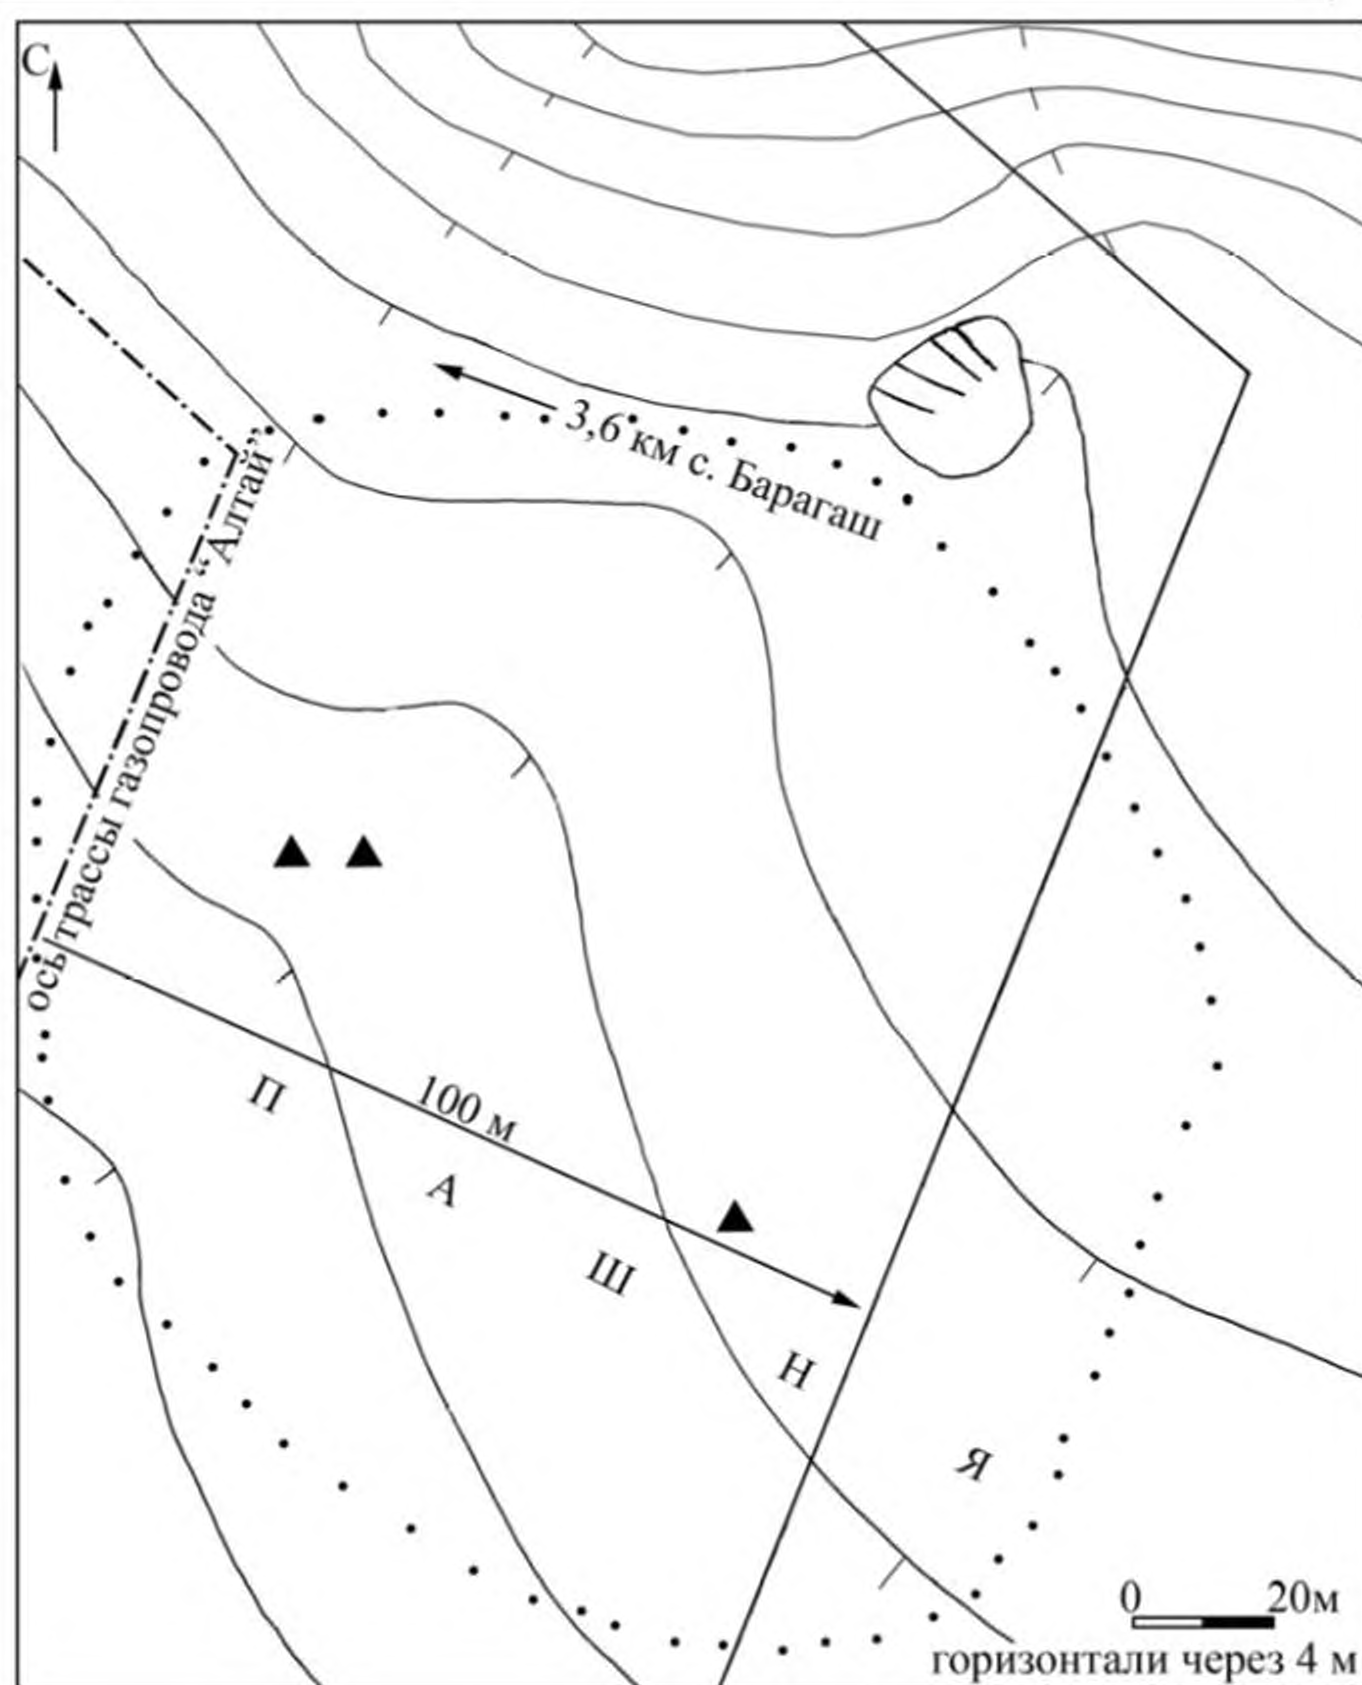 С
3,6 км с. Барагаш
ось трассы газопровода “Алтай”
100 м
П А Ш Н Я
0 20м
горизонтали через 4 м